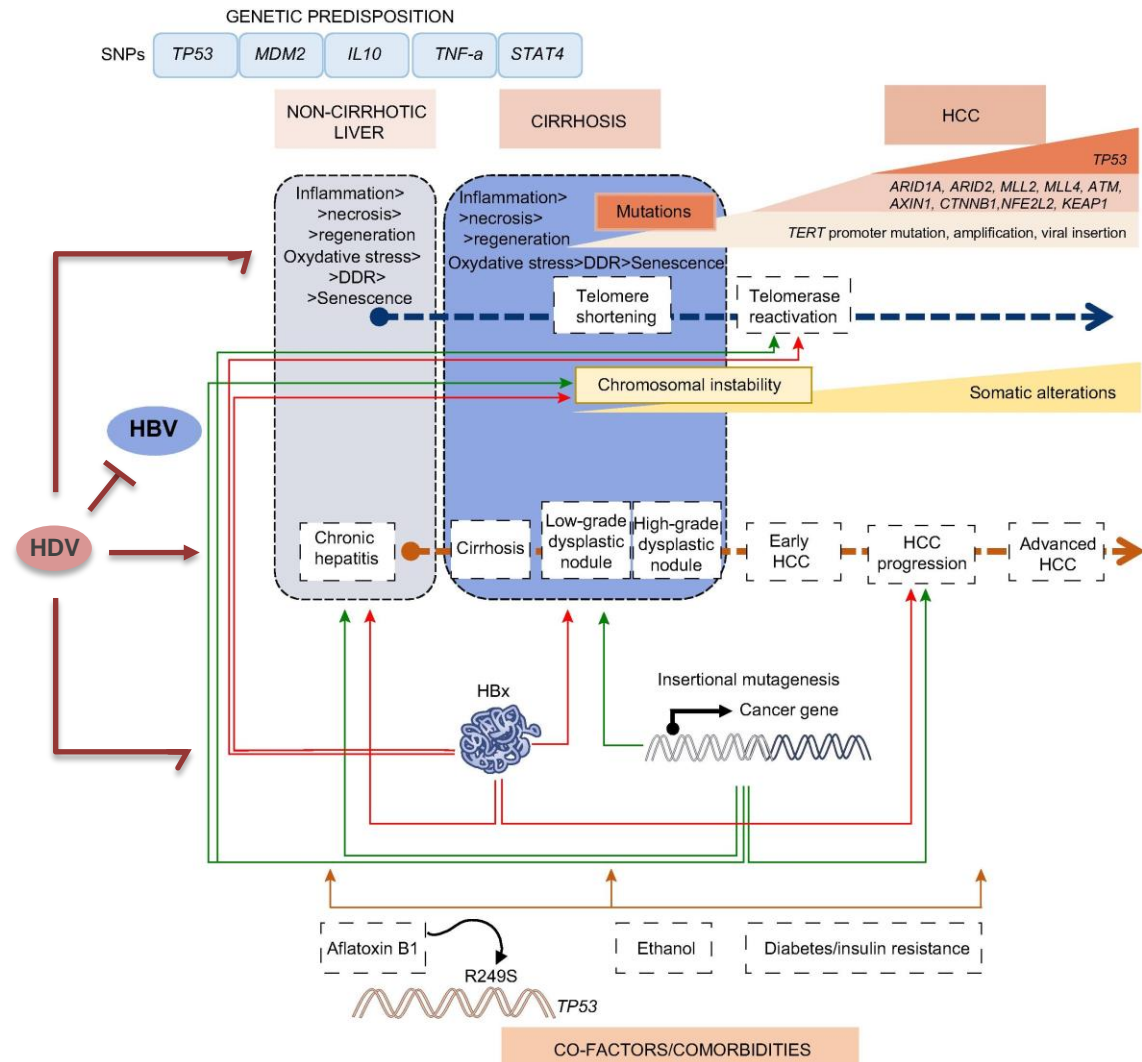 GENETIC PREDISPOSITION
SNPs TP53 MDM2 IL10 TNF-a STAT4
NON-CIRRHOTIC
LIVER
CIRRHOSIS
HCC
TP53
ARID1A, ARID2, MLL2, MLL4, ATM,
AXIN1, CTNNB1,NFE2L2, KEAP1
TERT promoter mutation, amplification, viral insertion
Inflammation>
>necrosis>
>regeneration
Oxydative stress>
>DDR>
>Senescence
Inflammation>
>necrosis>
>regeneration
Mutations
Oxydative stress>DDR>Senescence
Telomere
shortening
Telomerase
reactivation
Chromosomal instability
Somatic alterations
HBV
HDV
Chronic
hepatitis
Cirrhosis
Low-grade
dysplastic
nodule
High-grade
dysplastic
nodule
Early
HCC
HCC
progression
Advanced
HCC
HBx
Insertional mutagenesis
Cancer gene
Aflatoxin B1
Ethanol
Diabetes/insulin resistance
R249S
TP53
CO-FACTORS/COMORBIDITIES